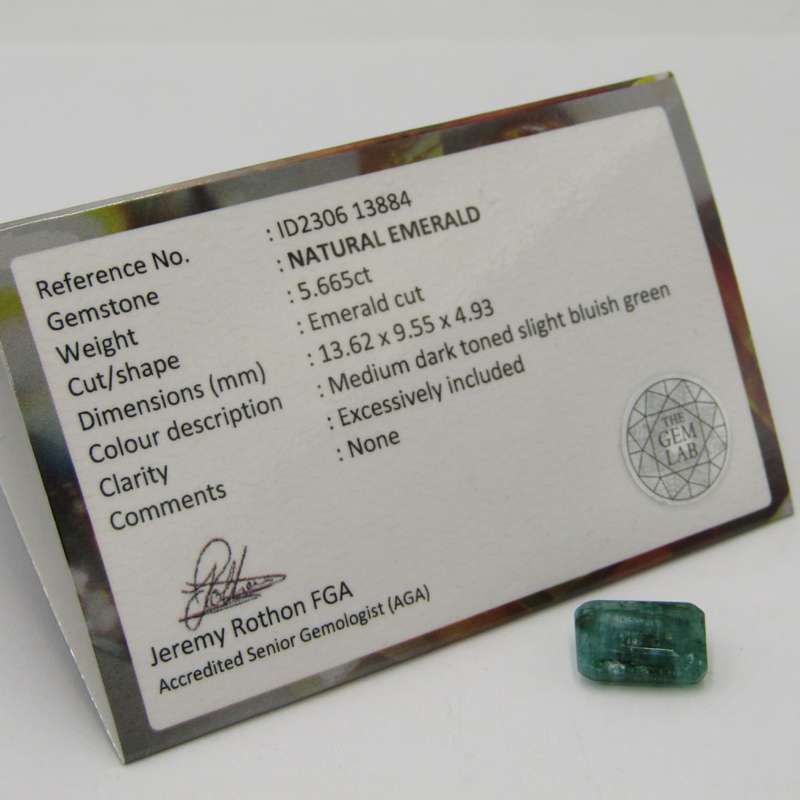 Reference No. : ID2306 13884
Gemstone : NATURAL EMERALD
Weight : 5.665ct
Cut/shape : Emerald cut
Dimensions (mm) : 13.62 x 9.55 x 4.93
Colour description : Medium dark toned slight bluish green
Clarity : Excessively included
Comments : None
THE
GEM
LAB
Jeremy Rothon FGA
Accredited Senior Gemologist (AGA)